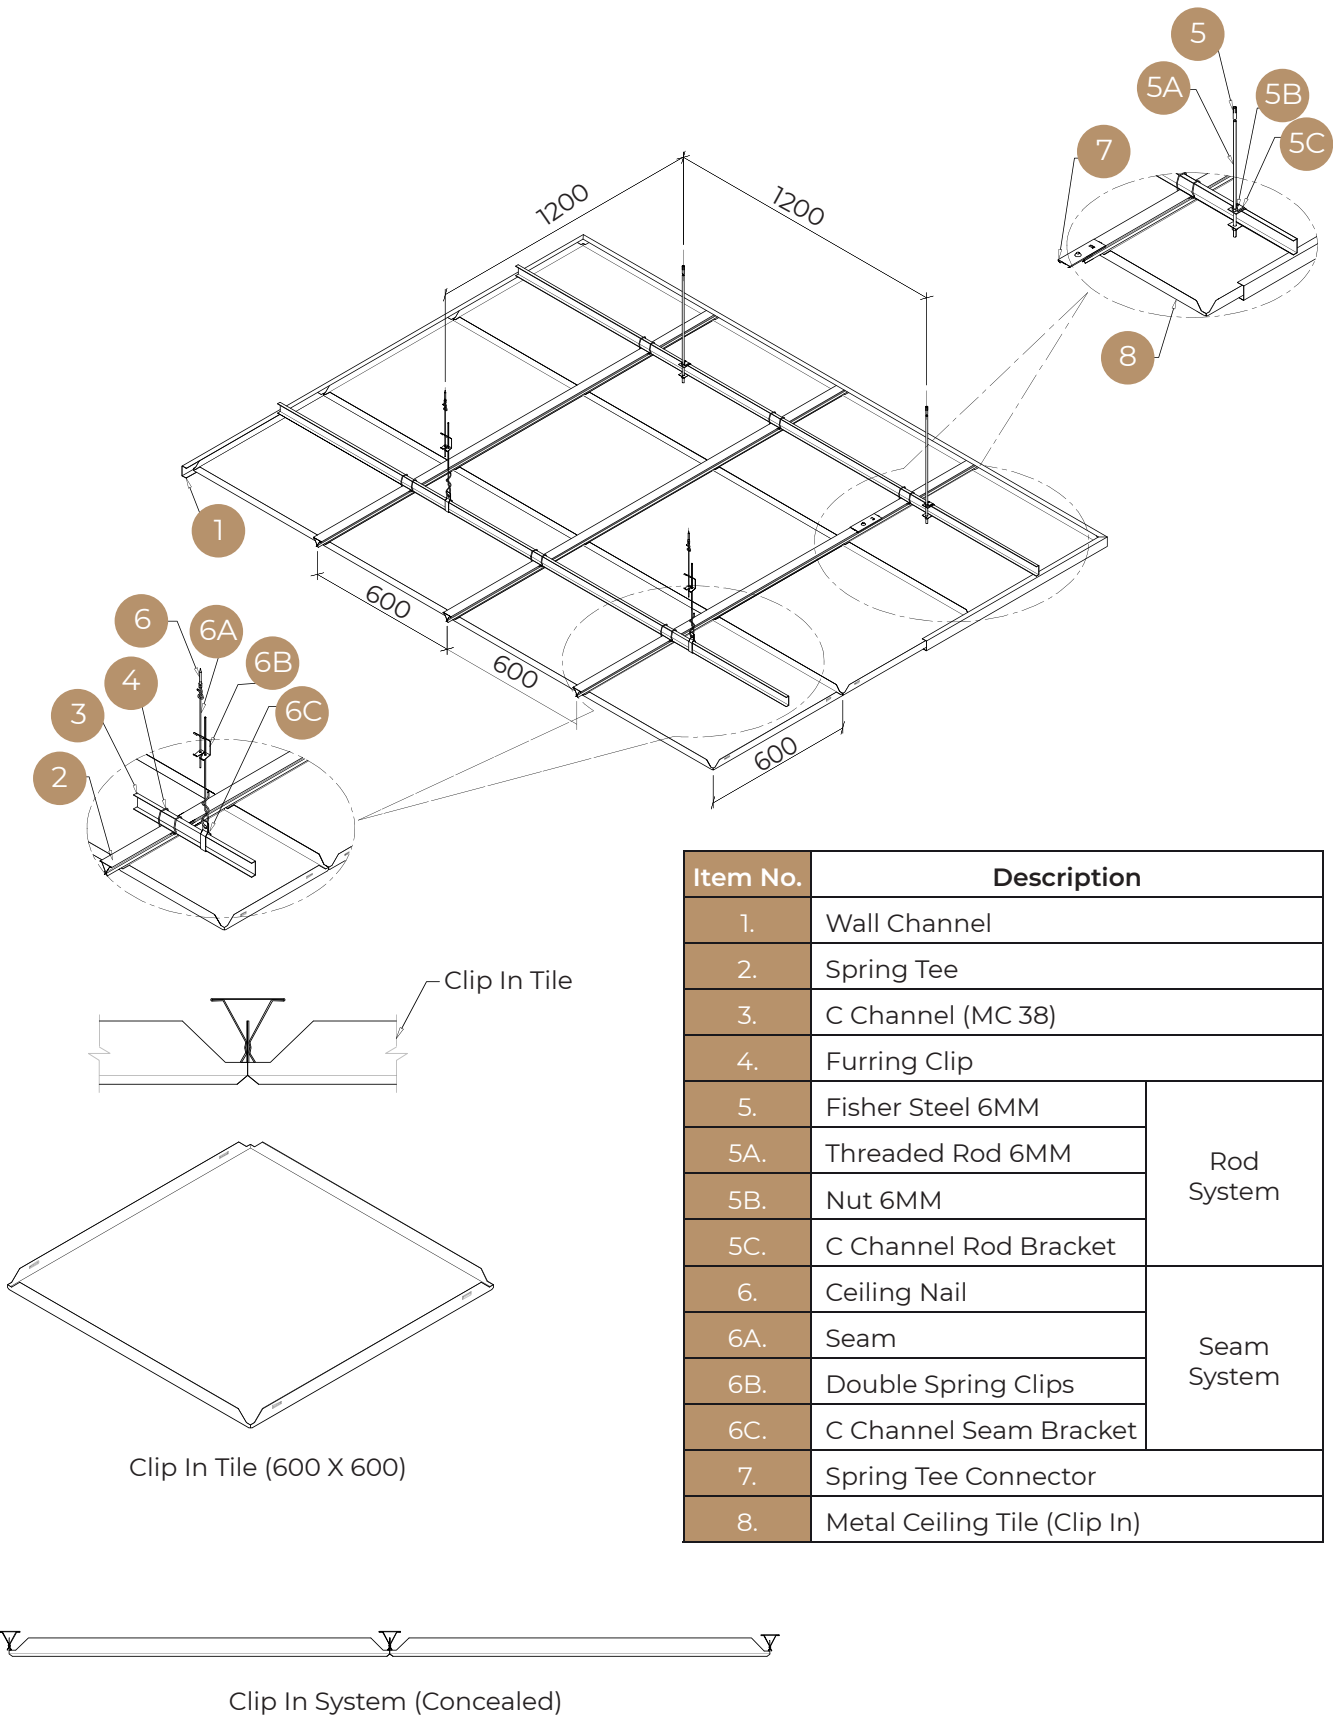 5
5A
5B
5C
7
8
1200
1200
1
600
600
600
6
6A
6B
6C
4
3
2
Clip In Tile
Clip In Tile (600 X 600)
Item No. Description
1. Wall Channel
2. Spring Tee
3. C Channel (MC 38)
4. Furring Clip
5. Fisher Steel 6MM
5A. Threaded Rod 6MM
5B. Nut 6MM
5C. C Channel Rod Bracket
Rod
System
6. Ceiling Nail
6A. Seam
6B. Double Spring Clips
6C. C Channel Seam Bracket
Seam
System
7. Spring Tee Connector
8. Metal Ceiling Tile (Clip In)
Clip In System (Concealed)